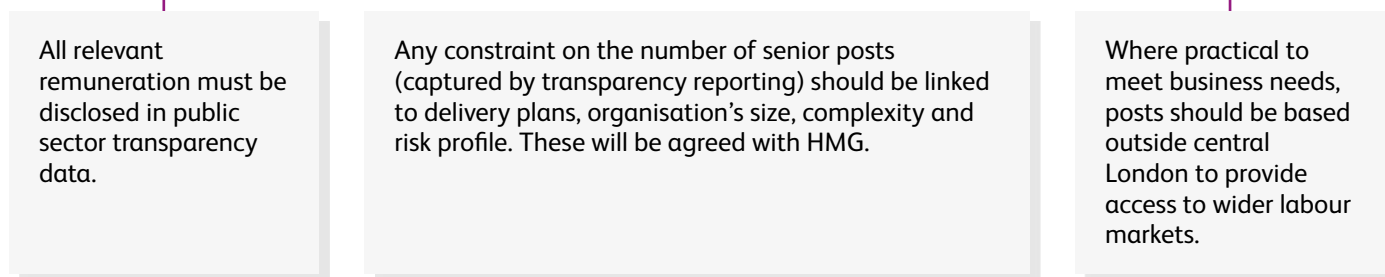 All relevant
remuneration must be
disclosed in public
sector transparency
data.
Any constraint on the number of senior posts
(captured by transparency reporting) should be linked
to delivery plans, organisation’s size, complexity and
risk profile. These will be agreed with HMG.
Where practical to
meet business needs,
posts should be based
outside central
London to provide
access to wider labour
markets.